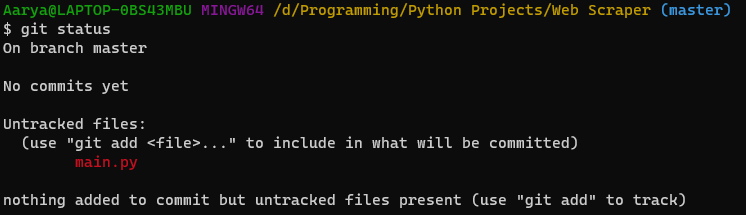 Aarya@LAPTOP-0BS43MBU MINGW64 /d/Programming/Python Projects/Web Scraper (master)
$ git status
On branch master
No commits yet
Untracked files:
(use "git add <file>..." to include in what will be committed)
main.py
nothing added to commit but untracked files present (use "git add" to track)